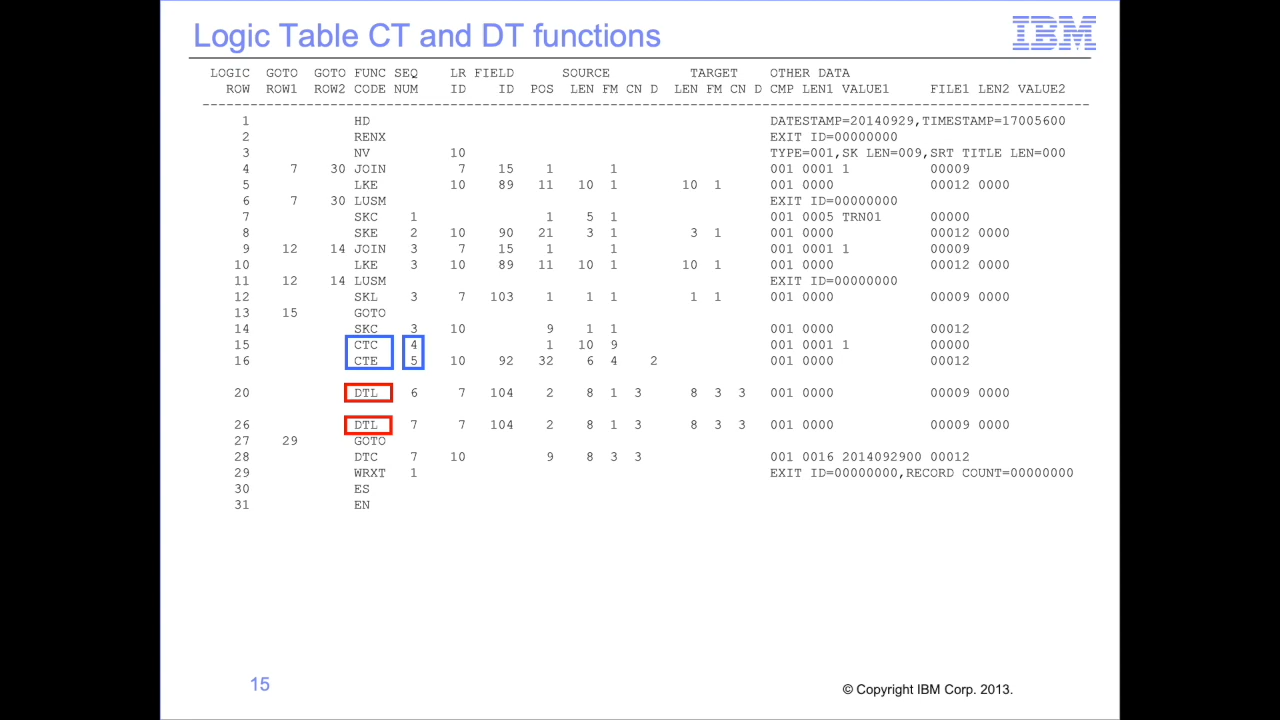 Logic Table CT and DT functions
IBM
LOGIC GOTO GOTO FUNC SEQ LR FIELD SOURCE TARGET OTHER DATA
ROW ROW1 ROW2 CODE NUM ID ID POS LEN FM CN D LEN FM CN D CMP LEN1 VALUE1 FILE1 LEN2 VALUE2
1 HD DATESTAMP=20140929,TIMESTAMP=17005600
2 RENX EXIT ID=00000000
3 NV 10 TYPE=001,SK LEN=009,SRT TITLE LEN=000
4 7 30 JOIN 7 15 1 1 001 0001 1 00009
5 LKE 10 89 11 10 1 10 1 001 0000 00012 0000
6 7 30 LUSM EXIT ID=00000000
7 SKC 1 1 5 1 001 0005 TRN01 00000
8 SKE 2 10 90 21 3 1 3 1 001 0000 00012 0000
9 12 14 JOIN 3 7 15 1 1 001 0001 1 00009
10 LKE 3 10 89 11 10 1 10 1 001 0000 00012 0000
11 12 14 LUSM EXIT ID=00000000
12 SKL 3 7 103 1 1 1 1 1 001 0000 00009 0000
13 15 GOTO
14 SKC 3 10 9 1 1 001 0000 00012
15 CTC 4 1 10 9 001 0001 1 00000
16 CTE 5 10 92 32 6 4 2 001 0000 00012
20 DTL 6 7 104 2 8 1 3 8 3 3 001 0000 00009 0000
26 DTL 7 7 104 2 8 1 3 8 3 3 001 0000 00009 0000
27 29 GOTO
28 DTC 7 10 9 8 3 3 001 0016 2014092900 00012
29 WRXT 1 EXIT ID=00000000,RECORD COUNT=00000000
30 ES
31 EN
15
© Copyright IBM Corp. 2013.